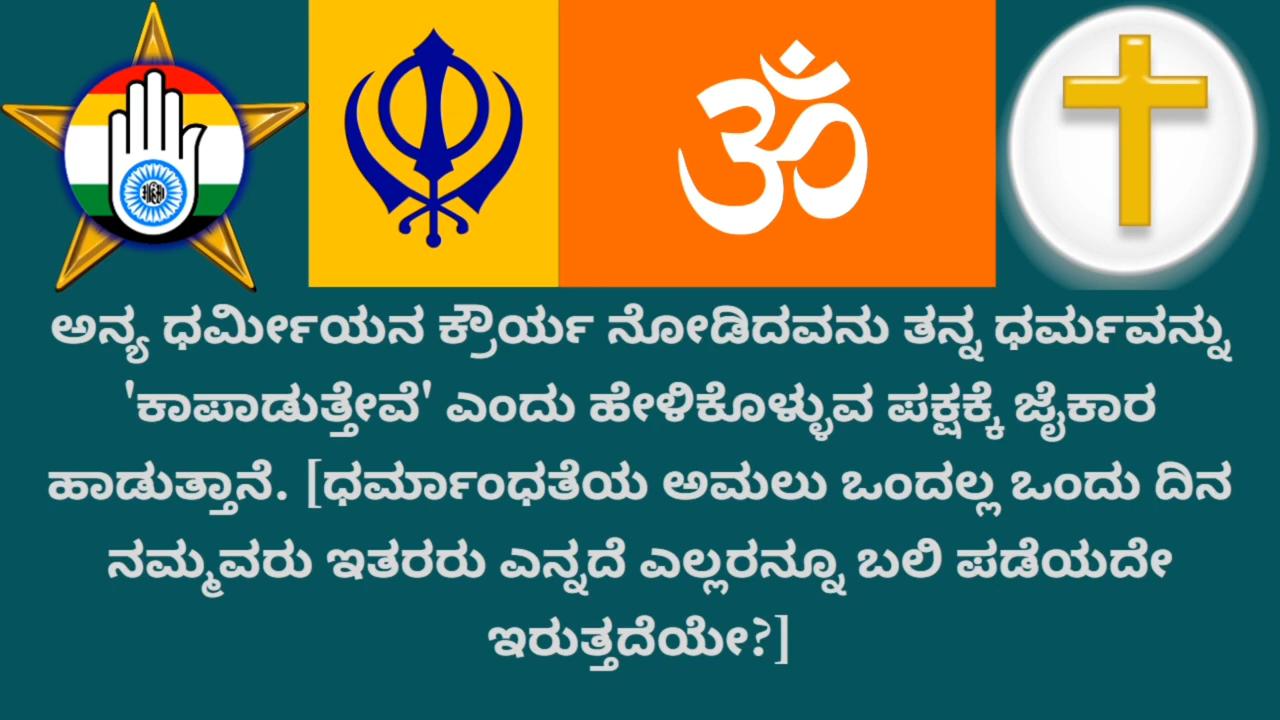 ಅನ್ಯ ಧರ್ಮೀಯನ ಕ್ರೌರ್ಯ ನೋಡಿದವನು ತನ್ನ ಧರ್ಮವನ್ನು
'ಕಾಪಾಡುತ್ತೇವೆ' ಎಂದು ಹೇಳಿಕೊಳ್ಳುವ ಪಕ್ಷಕ್ಕೆ ಜೈಕಾರ
ಹಾಡುತ್ತಾನೆ. [ಧರ್ಮಾಂಧತೆಯ ಅಮಲು ಒಂದಲ್ಲ ಒಂದು ದಿನ
ನಮ್ಮವರು ಇತರರು ಎನ್ನದೆ ಎಲ್ಲರನ್ನೂ ಬಲಿ ಪಡೆಯದೇ
ಇರುತ್ತದೆಯೇ?]